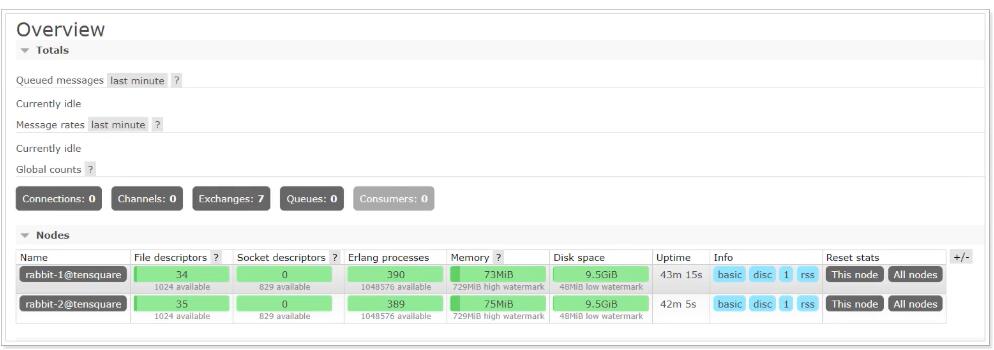 Overview
Totals
Queued messages last minute ?
Currently idle
Message rates last minute ?
Currently idle
Global counts ?
Connections: 0 Channels: 0 Exchanges: 7 Queues: 0 Consumers: 0
Nodes
Name File descriptors ? Socket descriptors ? Erlang processes Memory ? Disk space Uptime Info Reset stats +/-
rabbit-1@tensquare 34 0 390 73MiB 9.5GiB 43m 15s basic disc 1 rss This node All nodes
1024 available 829 available 1048576 available 729MiB high watermark 48MiB low watermark
rabbit-2@tensquare 35 0 389 75MiB 9.5GiB 42m 5s basic disc 1 rss This node All nodes
1024 available 829 available 1048576 available 729MiB high watermark 48MiB low watermark